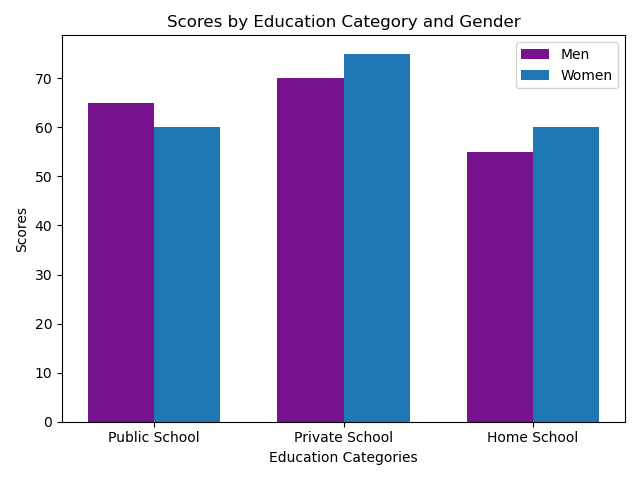 Scores by Education Category and Gender
Men
Women
Scores
70
60
50
40
30
20
10
0
Public School
Private School
Home School
Education Categories